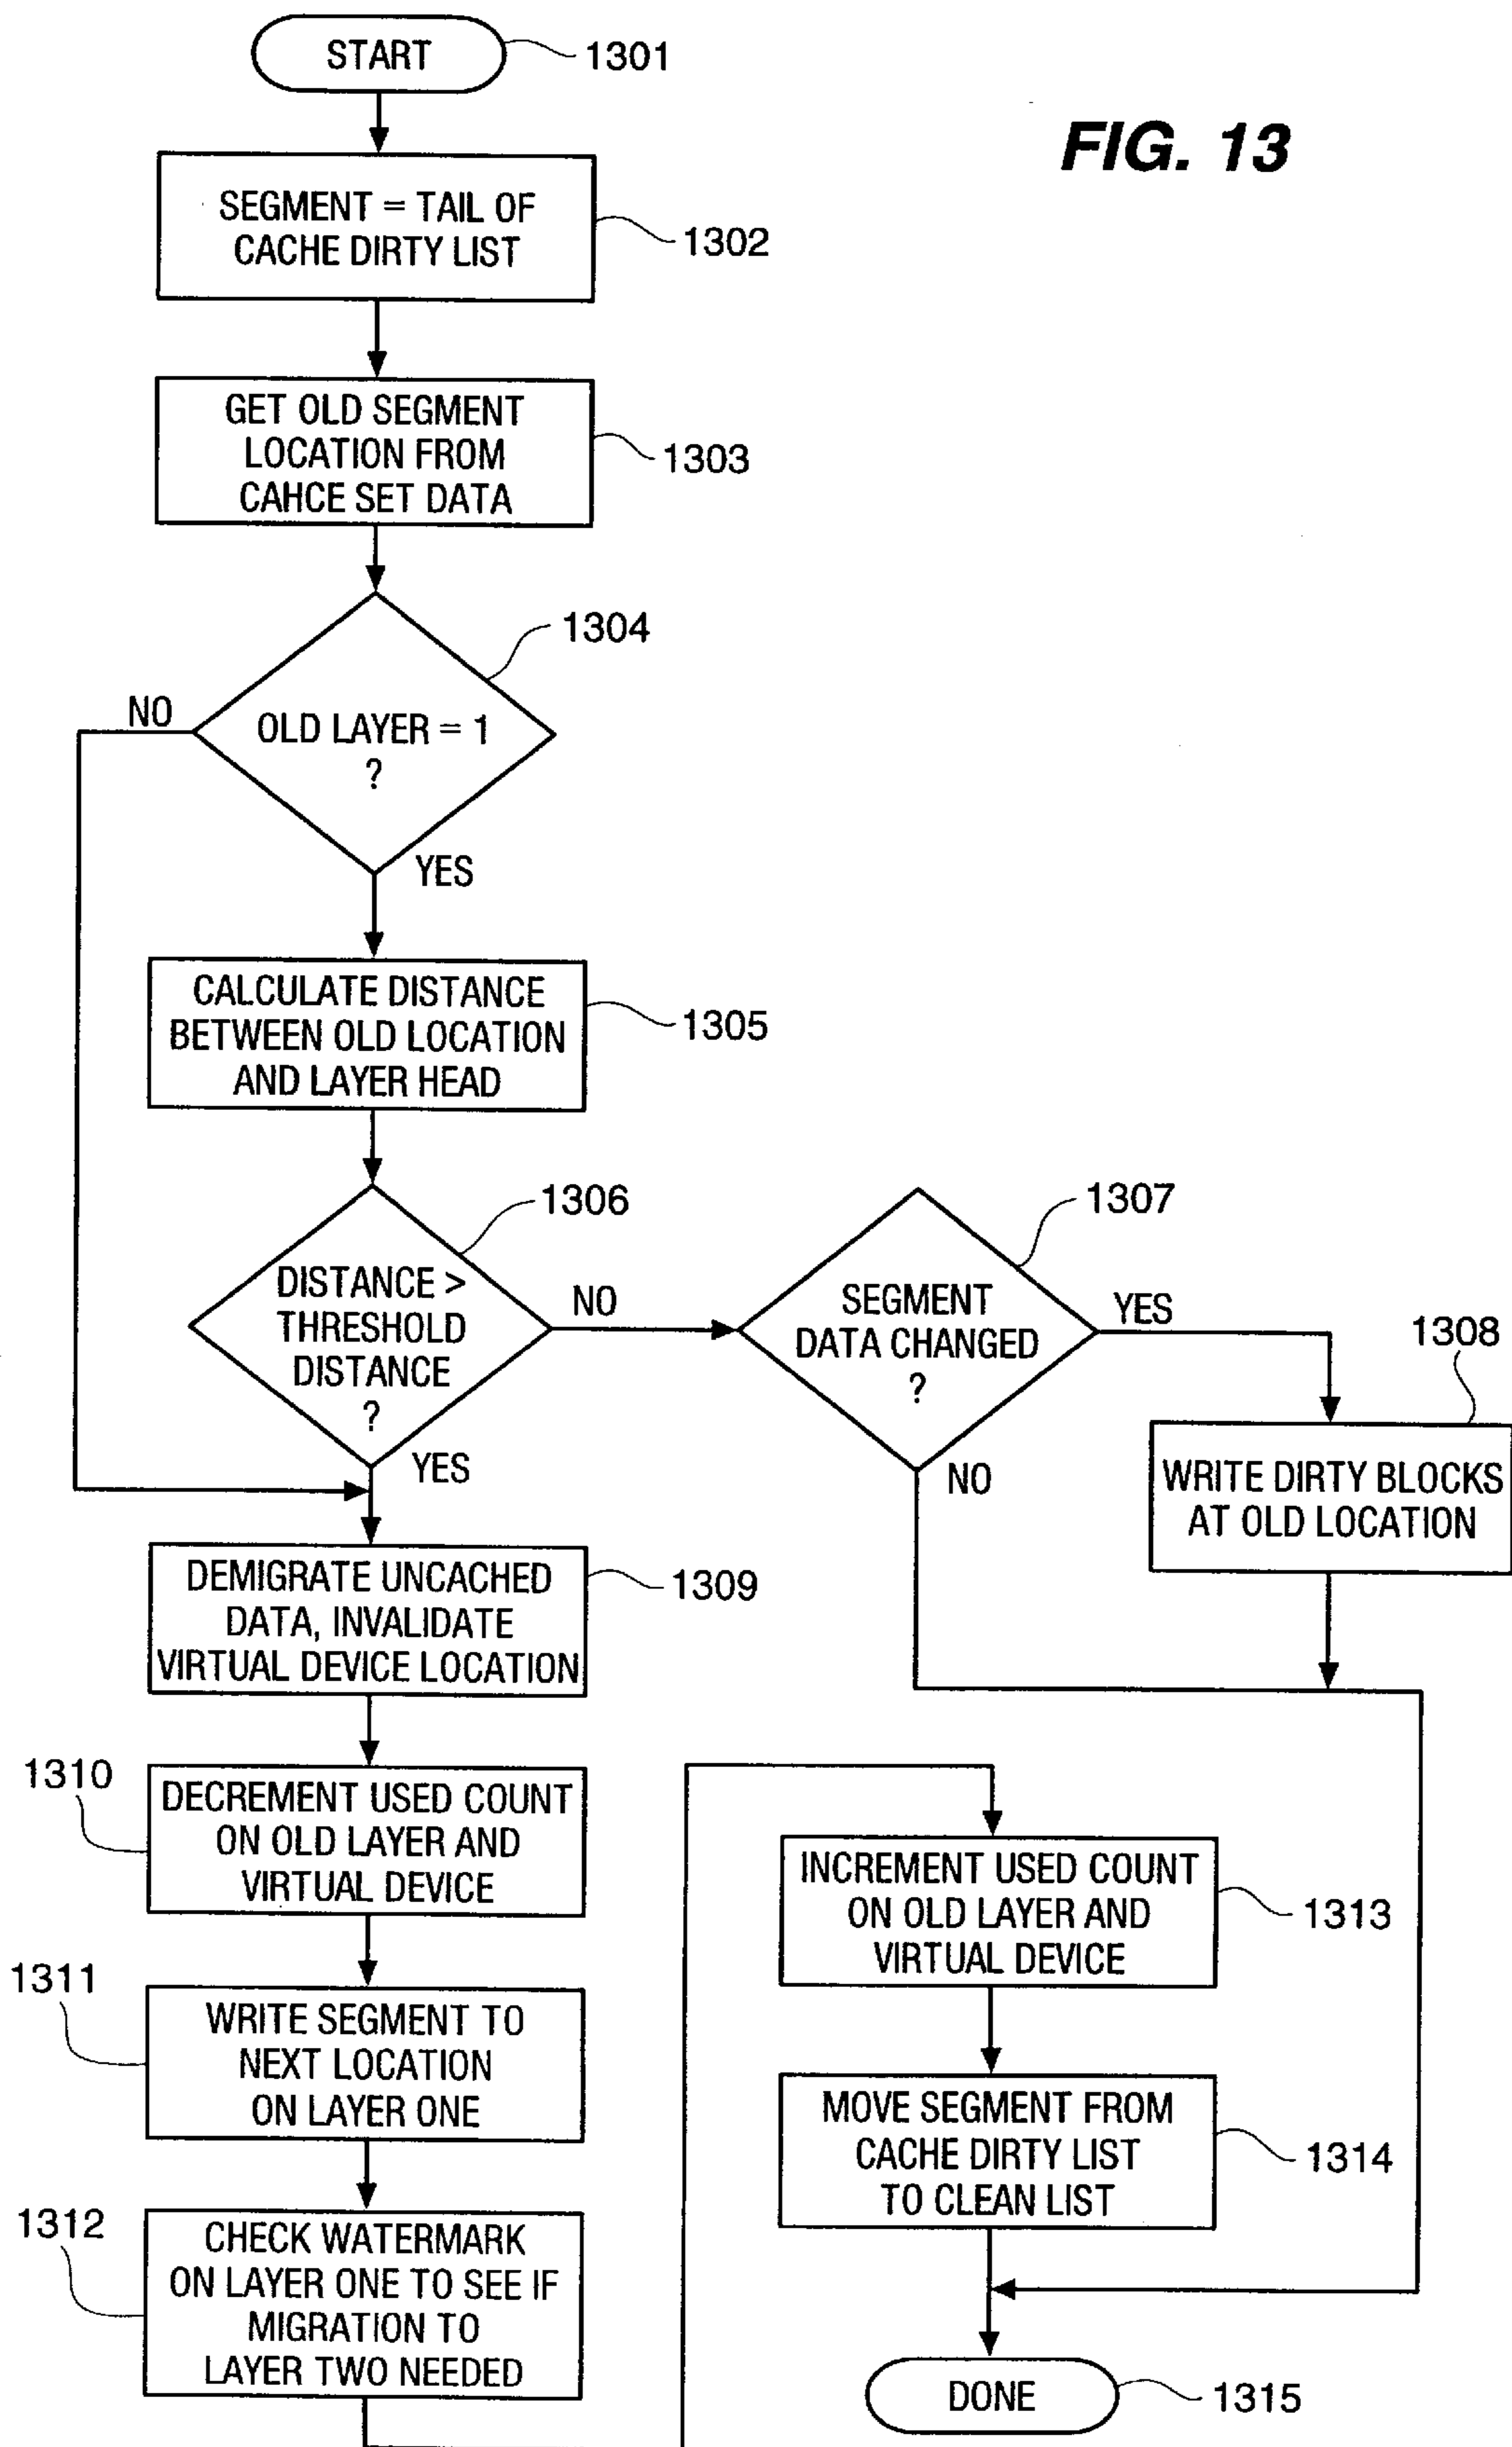 START
1301
FIG. 13
SEGMENT = TAIL OF
CACHE DIRTY LIST
1302
GET OLD SEGMENT
LOCATION FROM
CAHCE SET DATA
1303
1304
NO
OLD LAYER = 1
?
YES
CALCULATE DISTANCE
BETWEEN OLD LOCATION
AND LAYER HEAD
1305
1306
DISTANCE >
THRESHOLD
DISTANCE
?
NO
YES
1307
SEGMENT
DATA CHANGED
?
YES
NO
1308
WRITE DIRTY BLOCKS
AT OLD LOCATION
DEMIGRATE UNCACHED
DATA, INVALIDATE
VIRTUAL DEVICE LOCATION
1309
1310
DECREMENT USED COUNT
ON OLD LAYER AND
VIRTUAL DEVICE
1311
WRITE SEGMENT TO
NEXT LOCATION
ON LAYER ONE
1312
CHECK WATERMARK
ON LAYER ONE TO SEE IF
MIGRATION TO
LAYER TWO NEEDED
INCREMENT USED COUNT
ON OLD LAYER AND
VIRTUAL DEVICE
1313
MOVE SEGMENT FROM
CACHE DIRTY LIST
TO CLEAN LIST
1314
DONE
1315